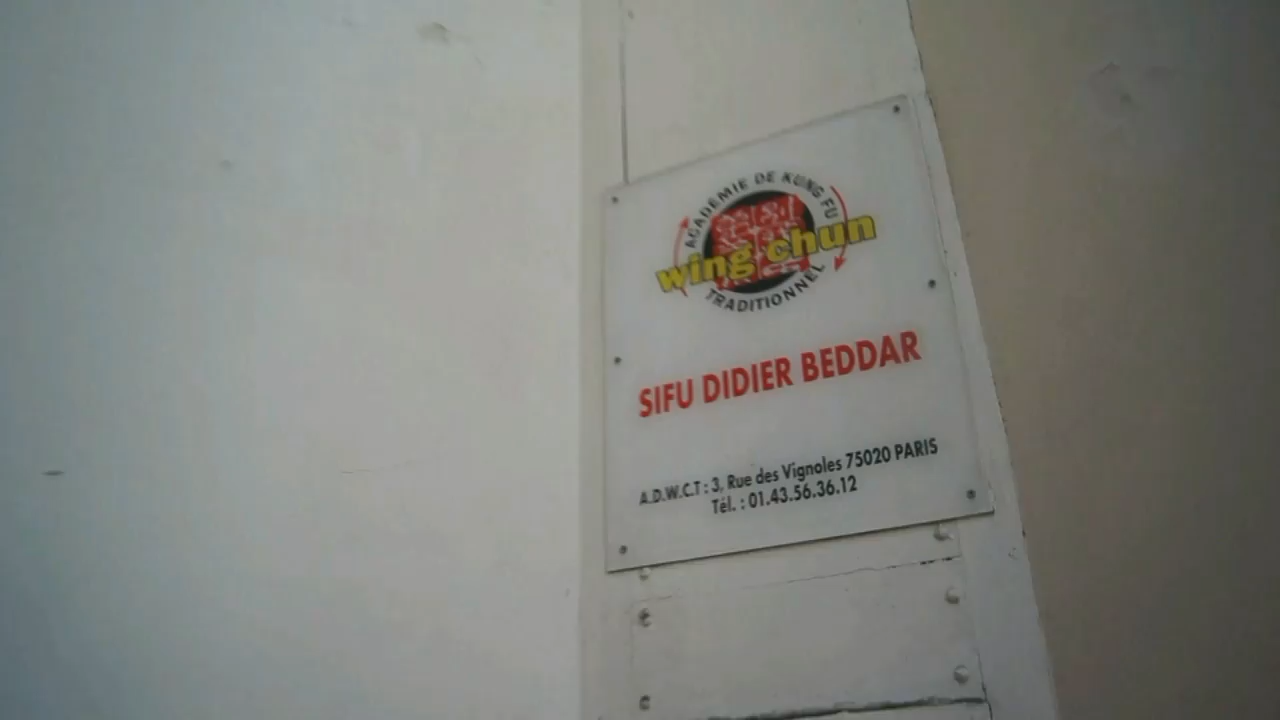 ACADEMIE DE KUNG FU
wing chun
TRADITIONNEL
SIFU DIDIER BEDDAR
A.D.W.C.T : 3, Rue des Vignoles 75020 PARIS
Tél. : 01.43.56.36.12